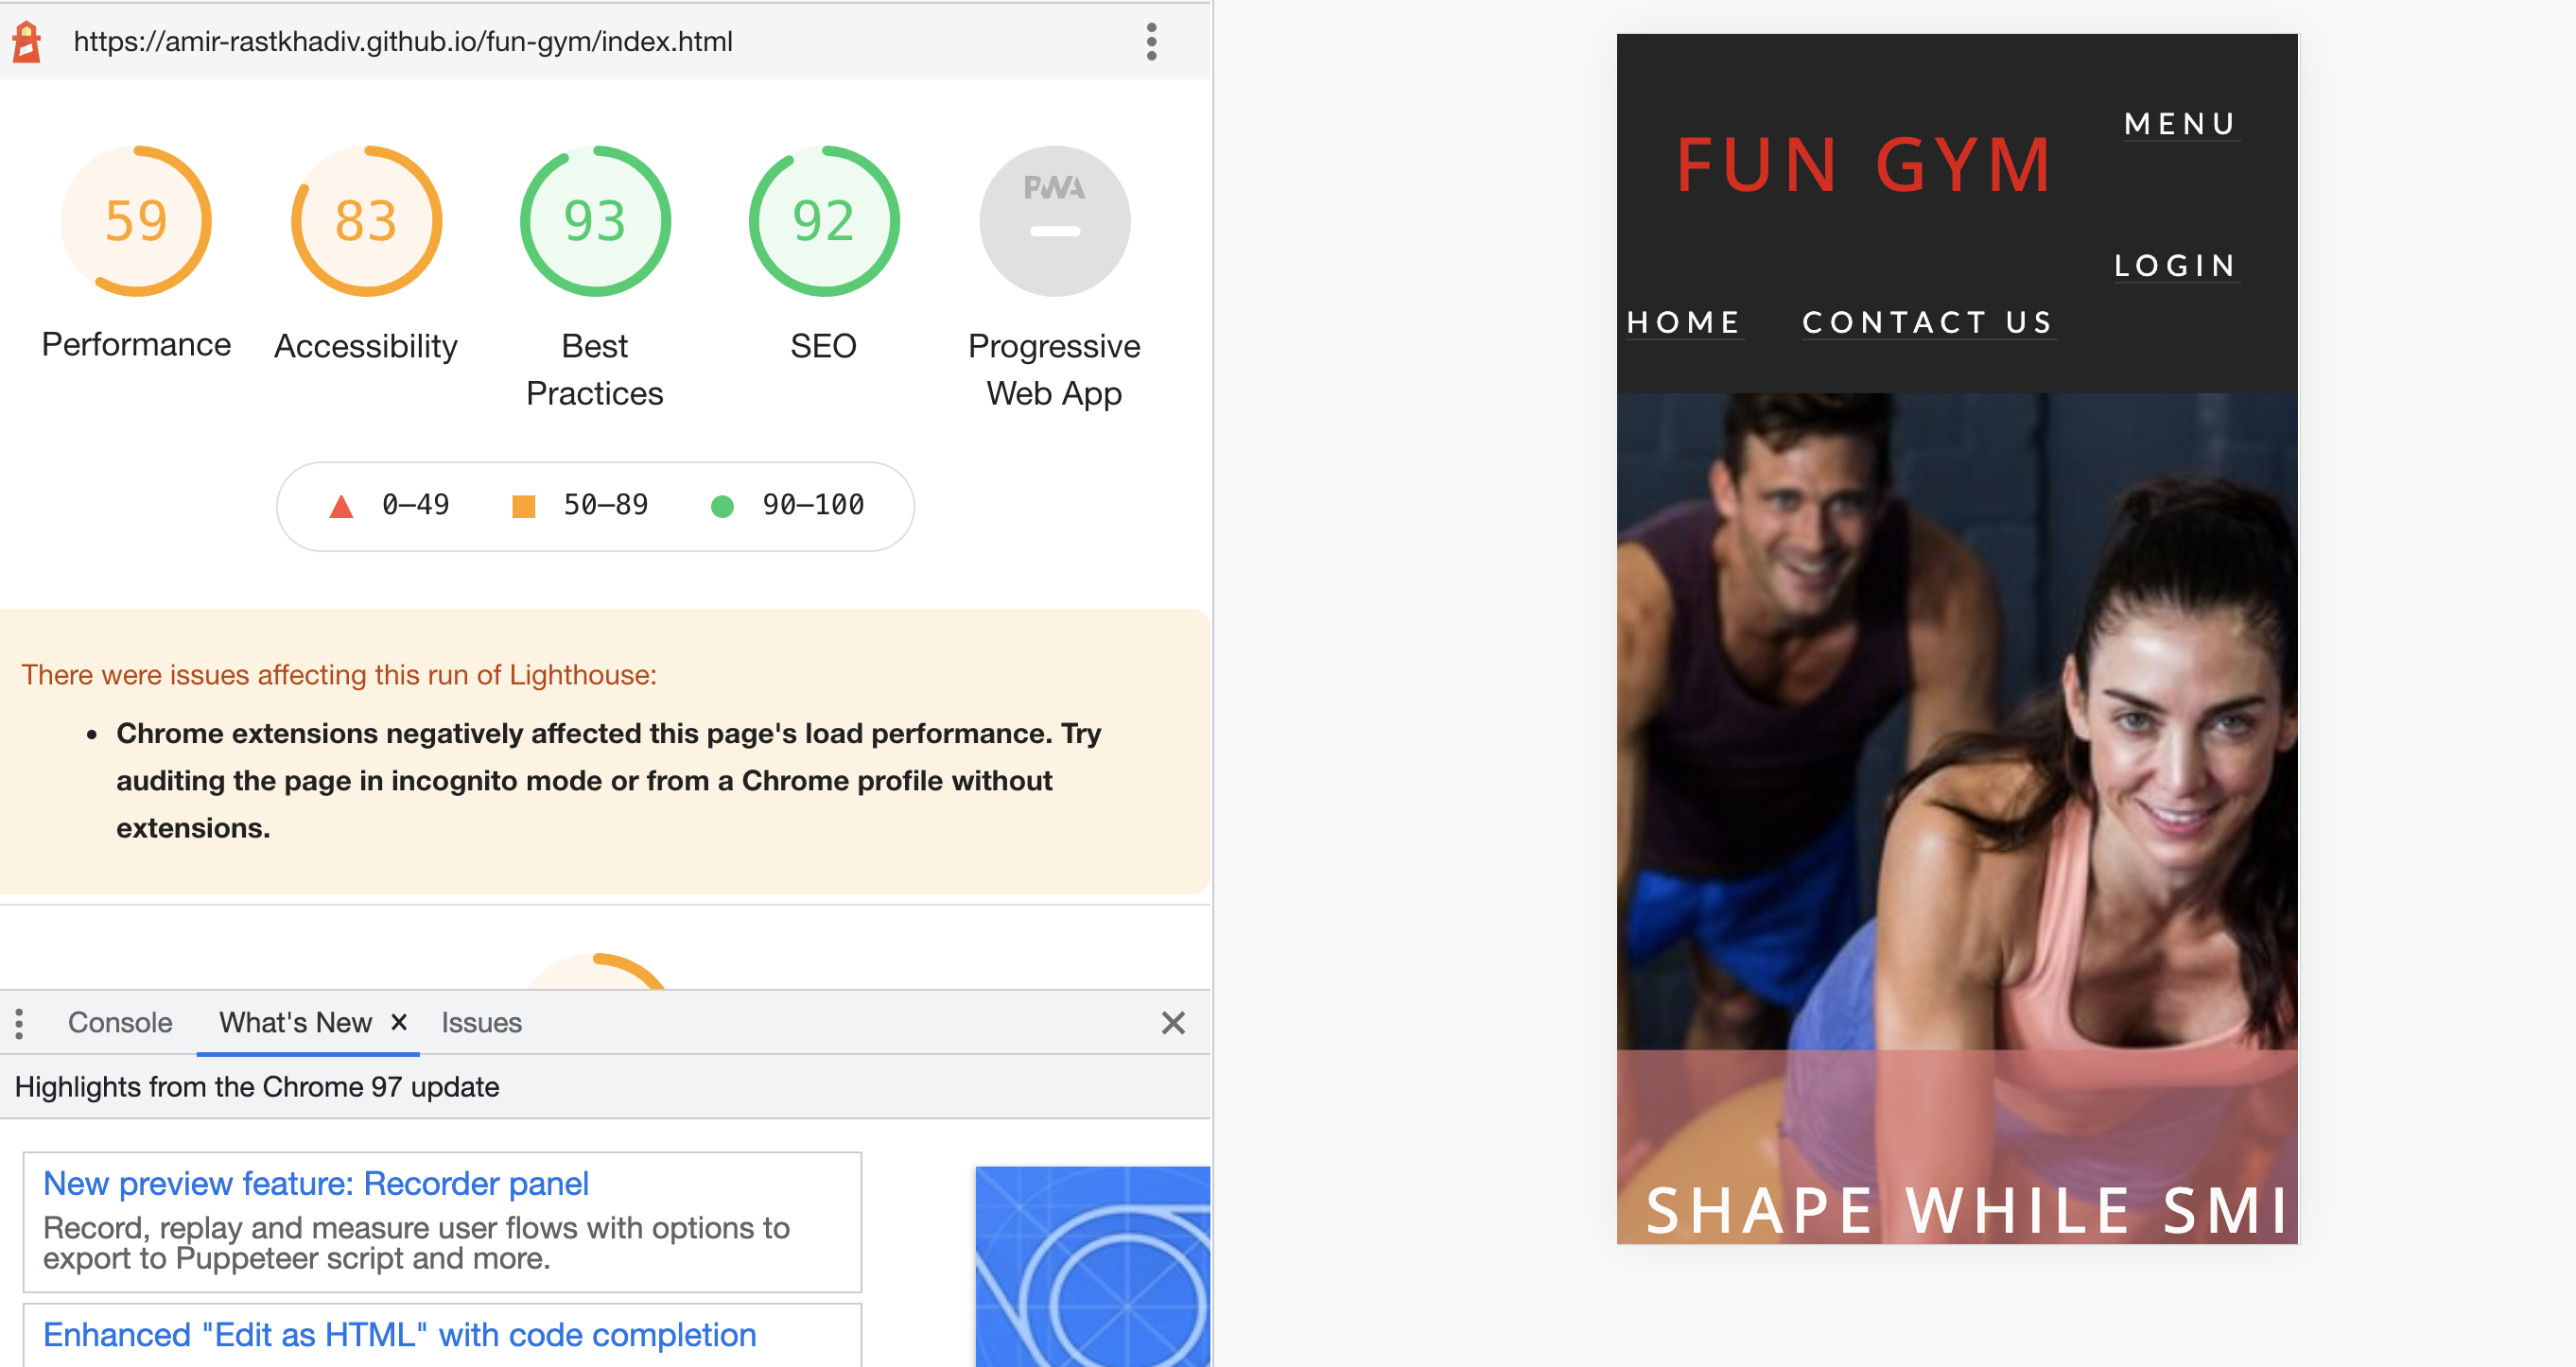 https://amir-rastkhadiv.github.io/fun-gym/index.html
59
83
93
92
PWA
Performance
Accessibility
Best
Practices
SEO
Progressive
Web App
0–49
50–89
90–100
There were issues affecting this run of Lighthouse:
• Chrome extensions negatively affected this page's load performance. Try
auditing the page in incognito mode or from a Chrome profile without
extensions.
Console
What's New ×
Issues
Highlights from the Chrome 97 update
New preview feature: Recorder panel
Record, replay and measure user flows with options to
export to Puppeteer script and more.
Enhanced "Edit as HTML" with code completion
FUN GYM
MENU
LOGIN
HOME
CONTACT US
SHAPE WHILE SMI